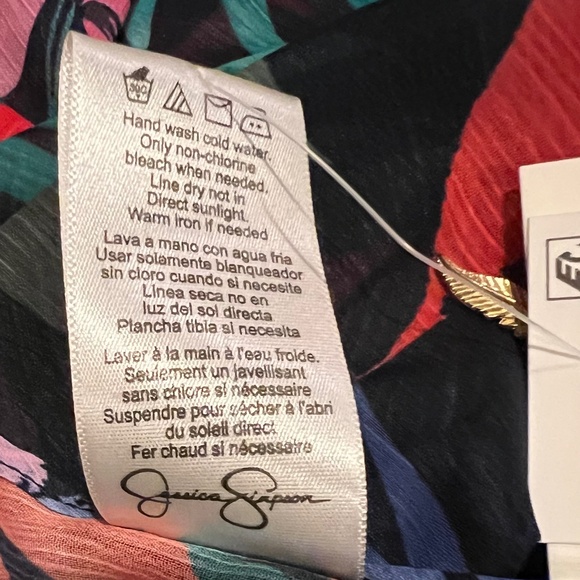 Hand wash cold water.
Only non-chlorine
bleach when needed.
Line dry not in
Direct sunlight.
Warm iron if needed
Lava a mano con agua fria
Usar solamente blanqueador
sin cloro cuando si necesite
Linea seca no en
luz del sol directa
Plancha tibia si necesita
Laver à la main à l'eau froide.
Seulement un javellisant
sans chlore si nécessaire
Suspendre pour sécher à l'abri
du soleil direct
Fer chaud si nécessaire
Jessica Simpson